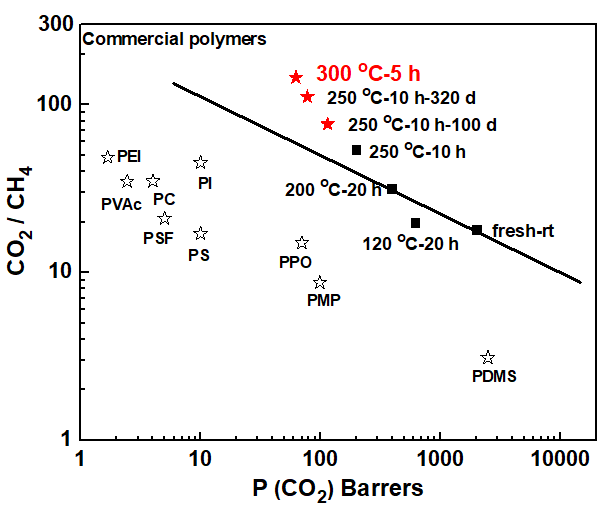 300
Commercial polymers
300 °C-5 h
250 °C-10 h-320 d
100
250 °C-10 h-100 d
250 °C-10 h
PEI
PI
200 °C-20 h
PVAc
PC
fresh-rt
PSF
PS
120 °C-20 h
PPO
10
PMP
PDMS
1
CO₂ / CH₄
1
10
100
1000
10000
P (CO₂) Barrers